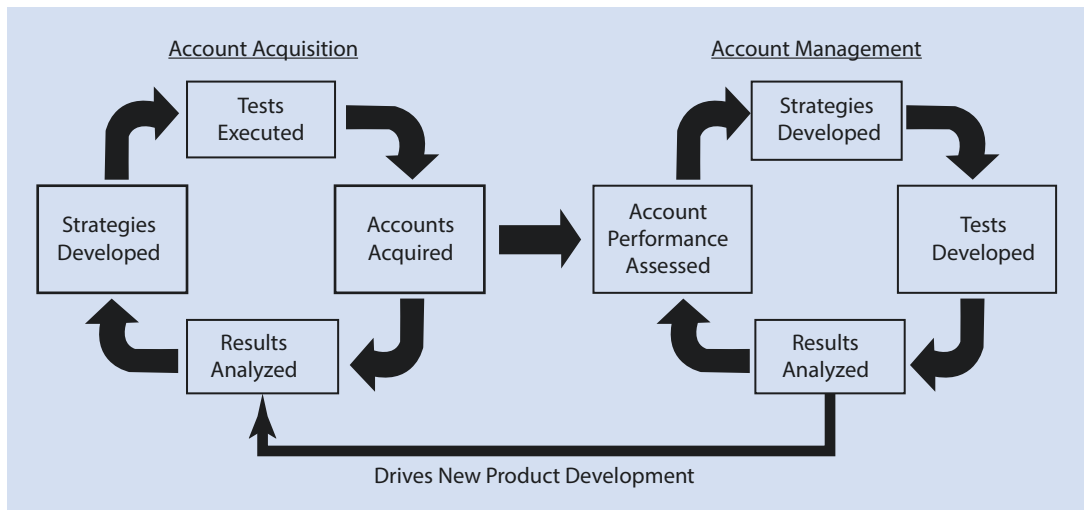 Account Acquisition
Tests
Executed
Strategies
Developed
Accounts
Acquired
Results
Analyzed
Account Management
Strategies
Developed
Account
Performance
Assessed
Tests
Developed
Results
Analyzed
Drives New Product Development